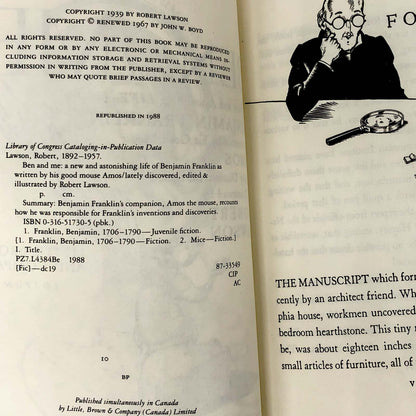 COPYRIGHT 1939 BY ROBERT LAWSON
COPYRIGHT © RENEWED 1967 BY JOHN W. BOYD
ALL RIGHTS RESERVED. NO PART OF THIS BOOK MAY BE REPRODUCED
IN ANY FORM OR BY ANY ELECTRONIC OR MECHANICAL MEANS IN-
CLUDING INFORMATION STORAGE AND RETRIEVAL SYSTEMS WITHOUT
PERMISSION IN WRITING FROM THE PUBLISHER, EXCEPT BY A REVIEWER
WHO MAY QUOTE BRIEF PASSAGES IN A REVIEW.
REPUBLISHED IN 1988
Library of Congress Cataloging-in-Publication Data
Lawson, Robert, 1892–1957.
Ben and me: a new and astonishing life of Benjamin Franklin as
written by his good mouse Amos/lately discovered, edited &
illustrated by Robert Lawson.
p. cm.
Summary: Benjamin Franklin's companion, Amos the mouse, recounts
how he was responsible for Franklin's inventions and discoveries.
ISBN 0-316-51730-5 (pbk.)
1. Franklin, Benjamin, 1706–1790—Juvenile fiction.
[1. Franklin, Benjamin, 1706–1790—Fiction. 2. Mice—Fiction.]
I. Title.
PZ7.L4384Be 1988
[Fic]—dc19
87-33549
CIP
AC
10
BP
Published simultaneously in Canada
by Little, Brown & Company (Canada) Limited
FO
THE MANUSCRIPT which form
cently by an architect friend. Wh
phia house, workmen uncovered
bedroom hearthstone. This tiny
be, was about eighteen inches
small articles of furniture, all of
v